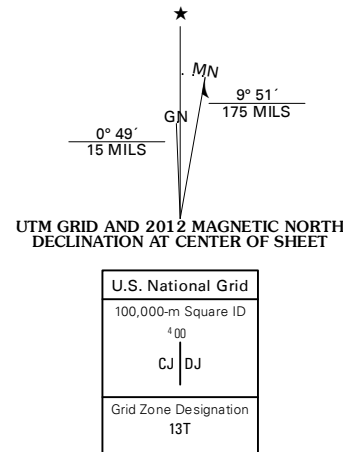 ★
MN
GN
9° 51´
175 MILS
0° 49´
15 MILS
UTM GRID AND 2012 MAGNETIC NORTH
DECLINATION AT CENTER OF SHEET
U.S. National Grid
100,000-m Square ID
⁴00
CJ DJ
Grid Zone Designation
13T